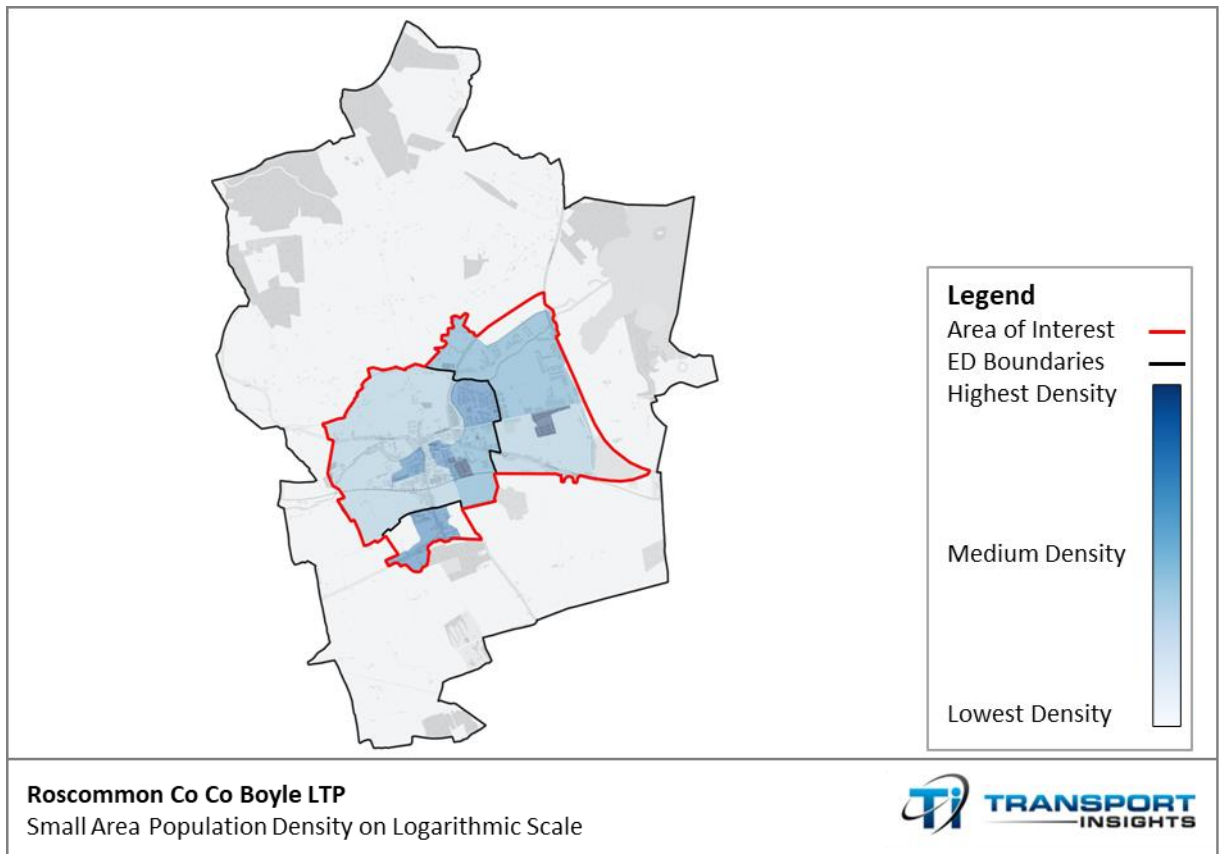 Legend
Area of Interest
ED Boundaries
Highest Density
Medium Density
Lowest Density
Roscommon Co Co Boyle LTP
Small Area Population Density on Logarithmic Scale
Ti TRANSPORT
INSIGHTS